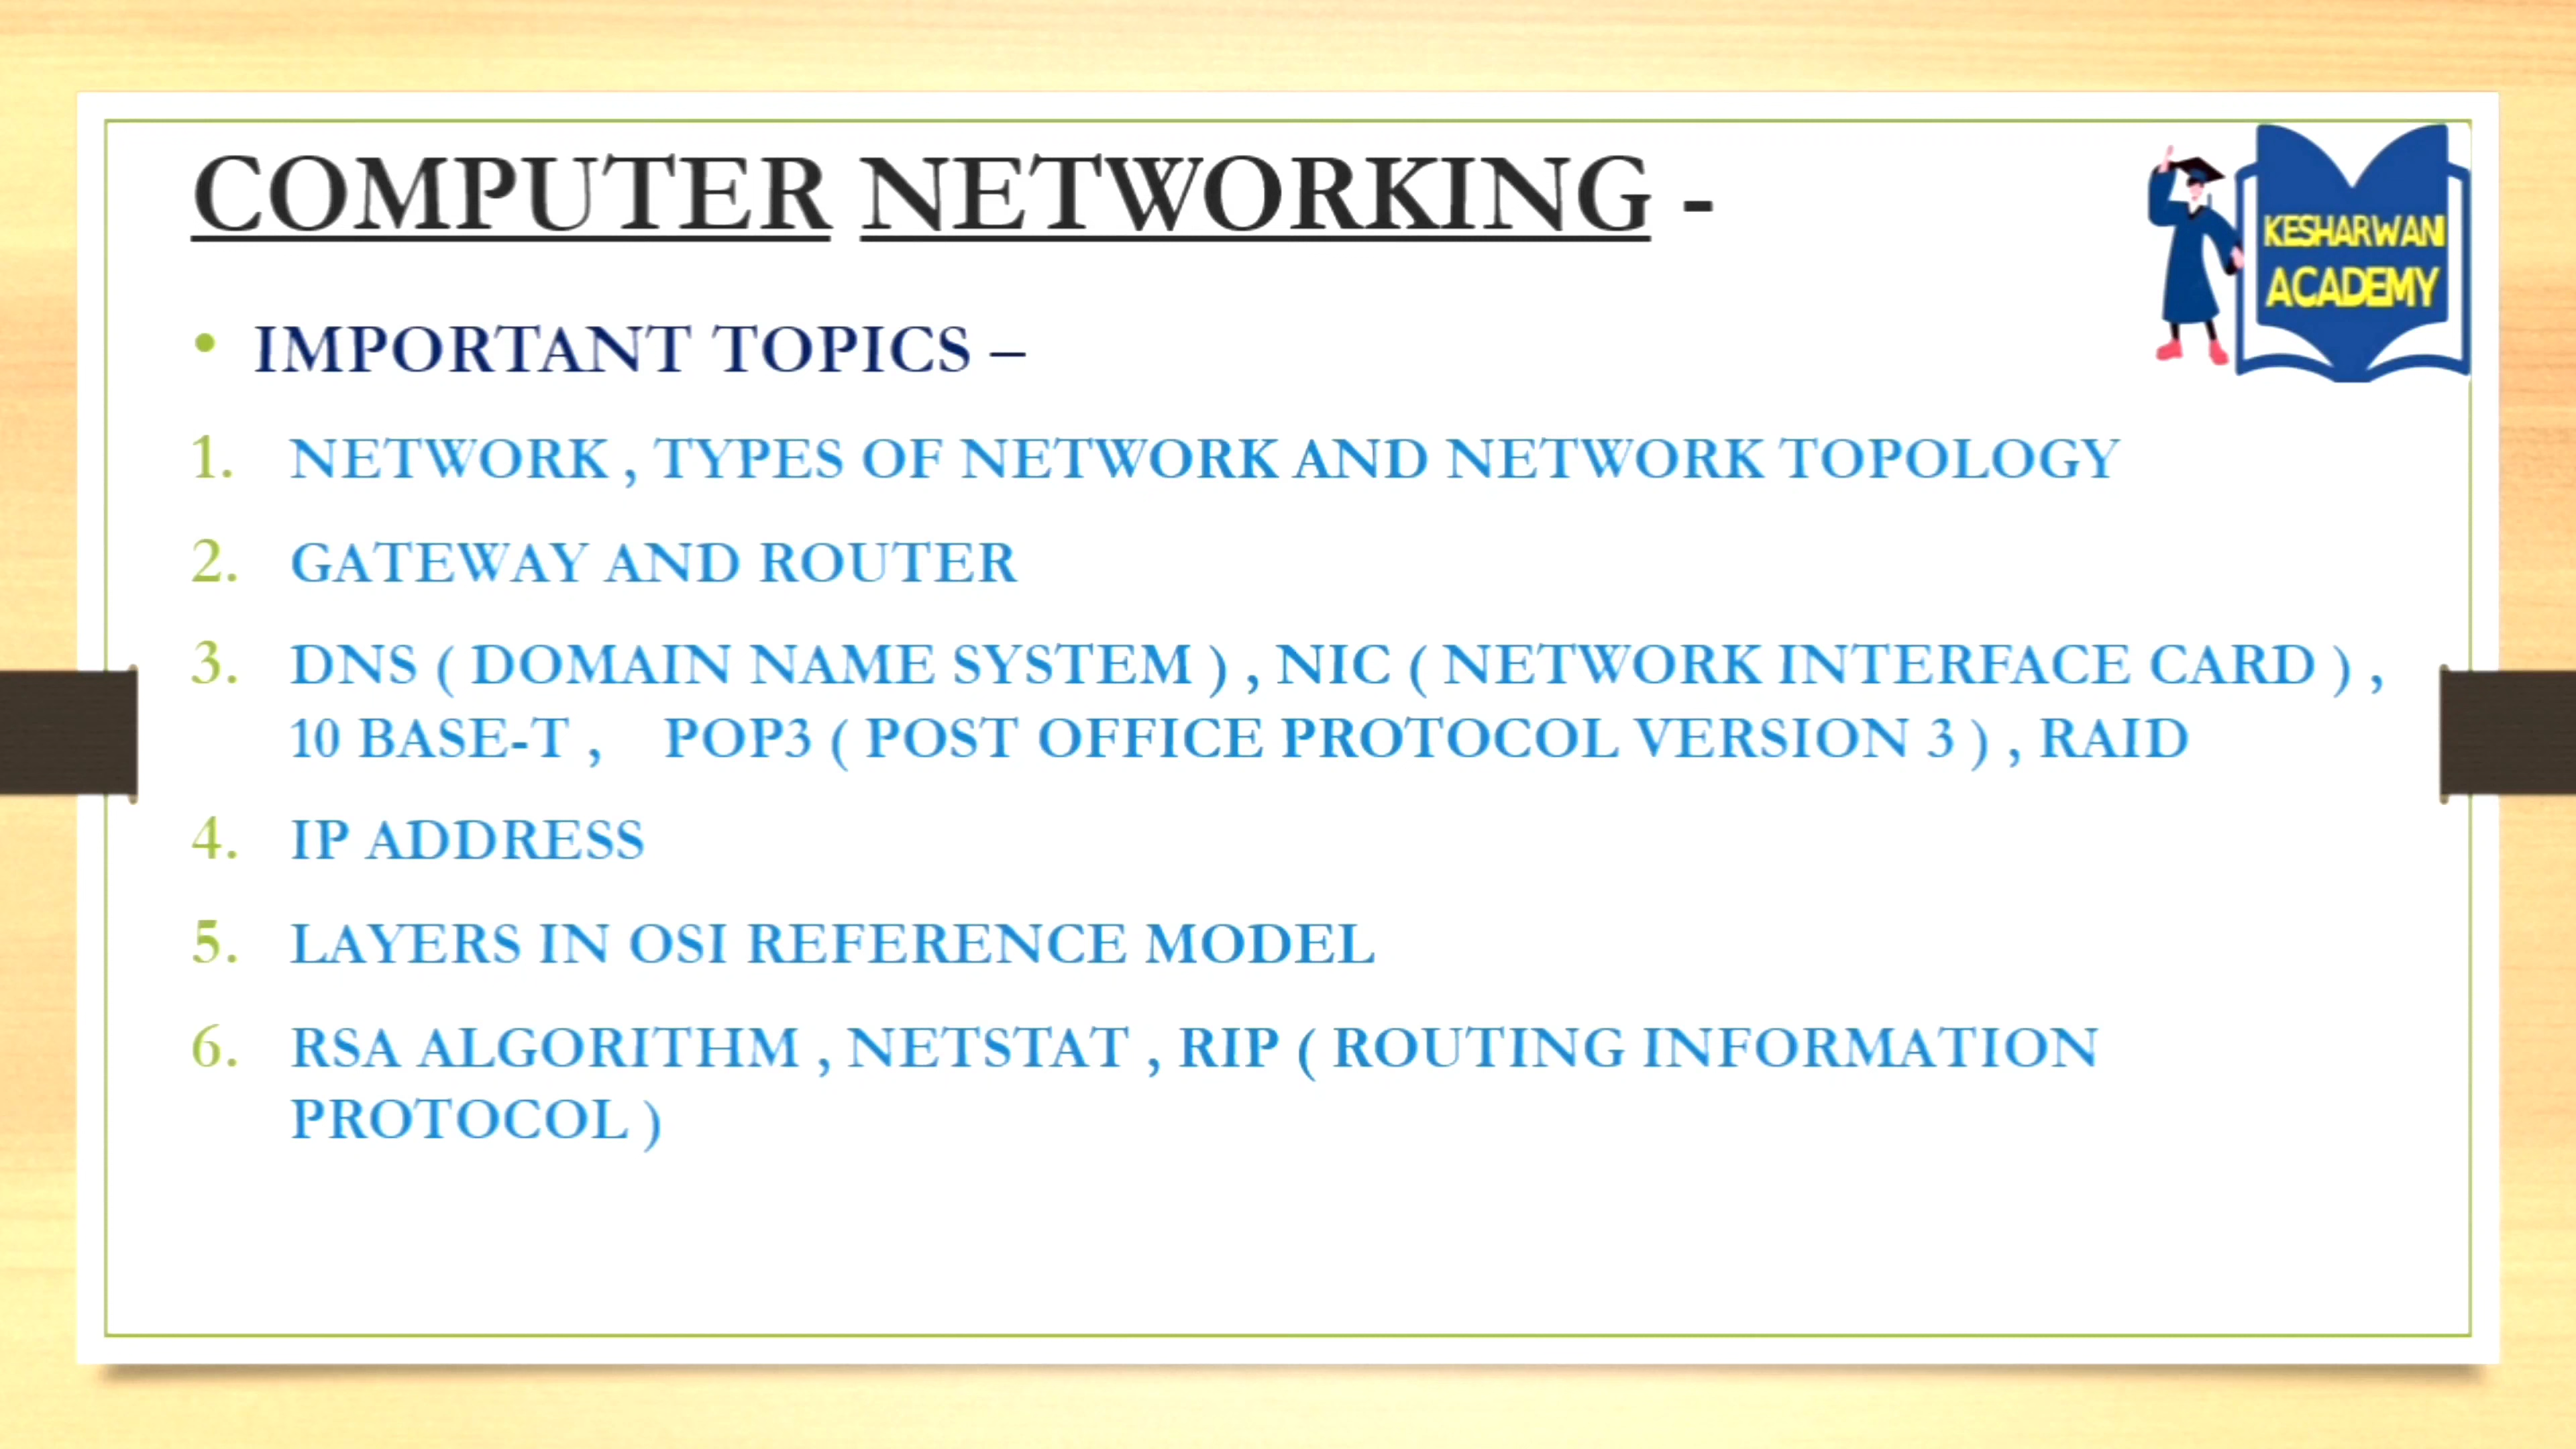 COMPUTER NETWORKING -
KESHARWANI
ACADEMY
• IMPORTANT TOPICS –
1. NETWORK , TYPES OF NETWORK AND NETWORK TOPOLOGY
2. GATEWAY AND ROUTER
3. DNS ( DOMAIN NAME SYSTEM ) , NIC ( NETWORK INTERFACE CARD ) ,
10 BASE-T , POP3 ( POST OFFICE PROTOCOL VERSION 3 ) , RAID
4. IP ADDRESS
5. LAYERS IN OSI REFERENCE MODEL
6. RSA ALGORITHM , NETSTAT , RIP ( ROUTING INFORMATION
PROTOCOL )